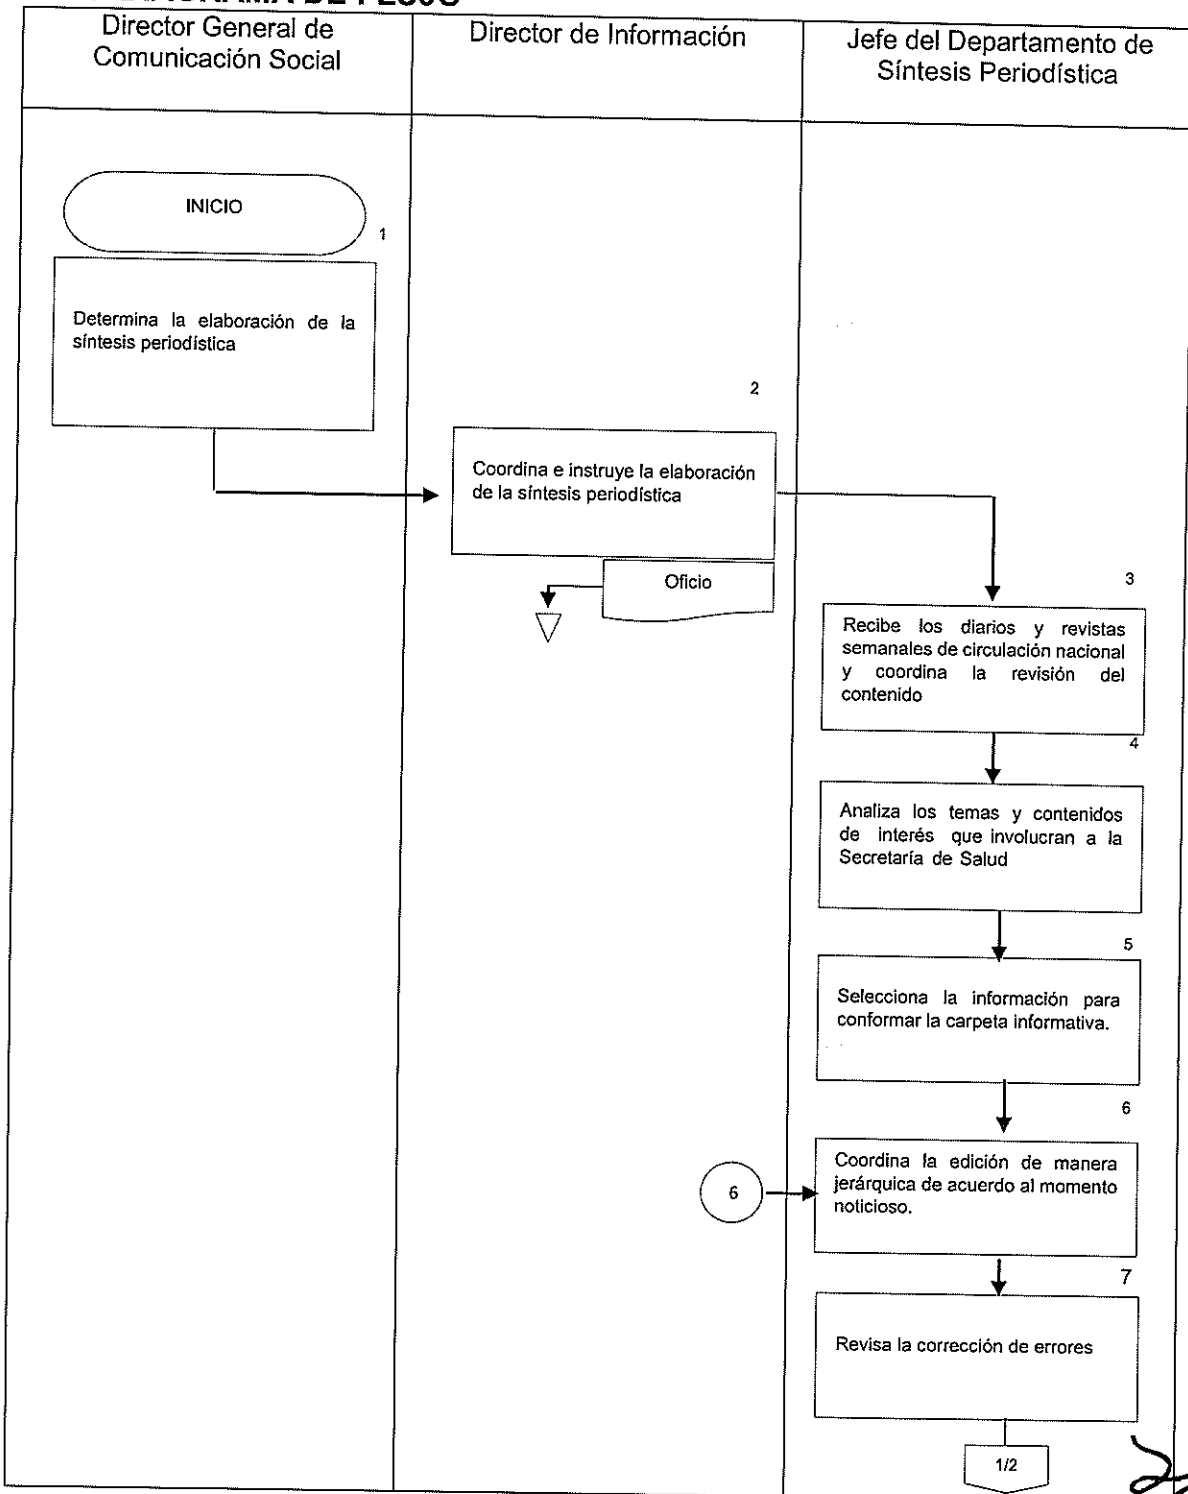 Director General de
Comunicación Social
Director de Información
Jefe del Departamento de
Síntesis Periodística
INICIO
1
Determina la elaboración de la
síntesis periodística
2
Coordina e instruye la elaboración
de la síntesis periodística
Oficio
3
Recibe los diarios y revistas
semanales de circulación nacional
y coordina la revisión del
contenido
4
Analiza los temas y contenidos
de interés que involucran a la
Secretaría de Salud
5
Selecciona la información para
conformar la carpeta informativa.
6
6
Coordina la edición de manera
jerárquica de acuerdo al momento
noticioso.
7
Revisa la corrección de errores
1/2